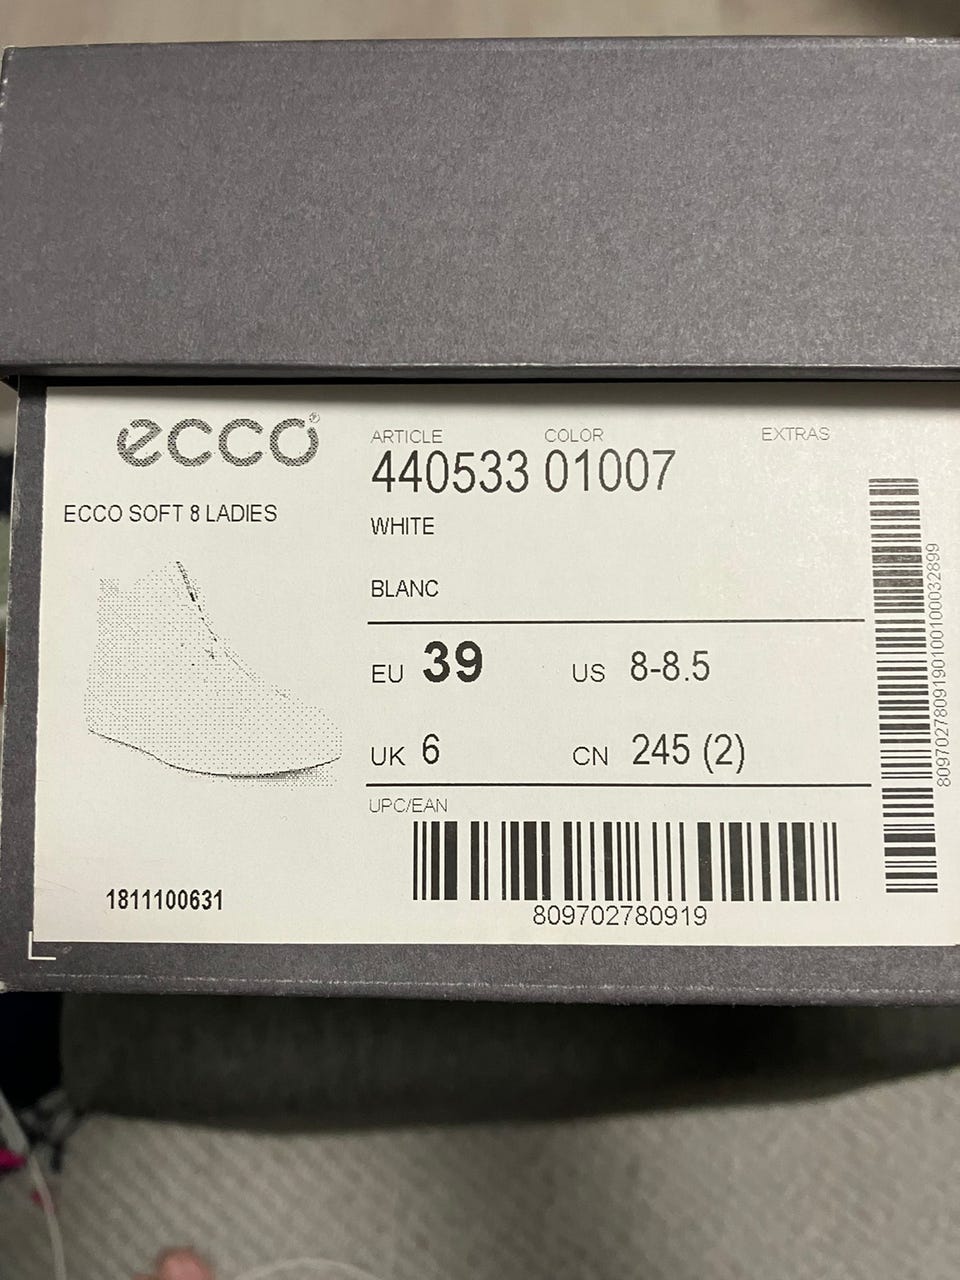 ecco®
ECCO SOFT 8 LADIES
1811100631
ARTICLE COLOR EXTRAS
440533 01007
WHITE
BLANC
EU 39 US 8-8.5
UK 6 CN 245 (2)
UPC/EAN
809702780919
8097027809190100100032899